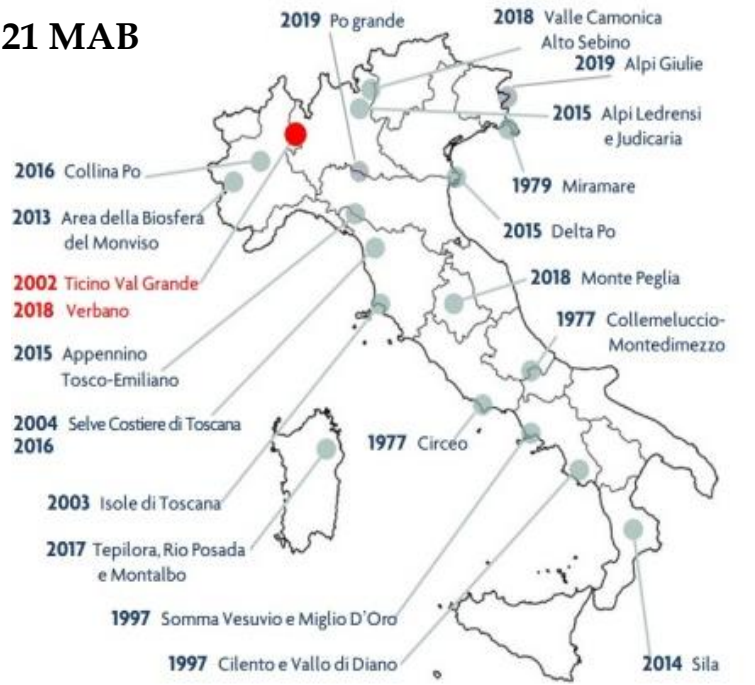 21 MAB
2019 Po grande
2018 Valle Camonica
Alto Sebino
2019 Alpi Giulie
2015 Alpi Ledrensi
e Judicaria
2016 Collina Po
1979 Miramare
2013 Area della Biosfera
del Monviso
2015 Delta Po
2002 Ticino Val Grande
2018 Verbano
2018 Monte Peglia
1977 Collemeluccio-
Montedimezzo
2015 Appennino
Tosco-Emiliano
2004 Selve Costiere di Toscana
2016
1977 Circeo
2003 Isole di Toscana
2017 Tepilora, Rio Posada
e Montalbo
1997 Somma Vesuvio e Miglio D'Oro
1997 Cilento e Vallo di Diano
2014 Sila